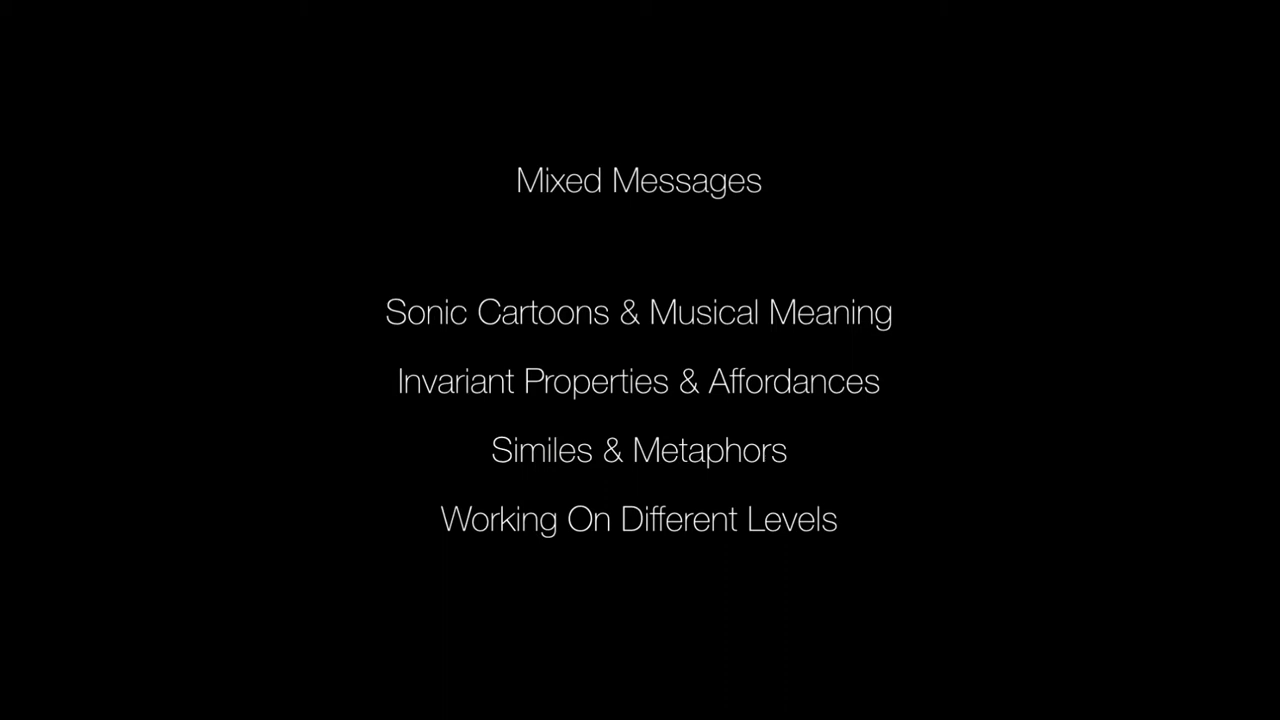 Mixed Messages
Sonic Cartoons & Musical Meaning
Invariant Properties & Affordances
Similes & Metaphors
Working On Different Levels